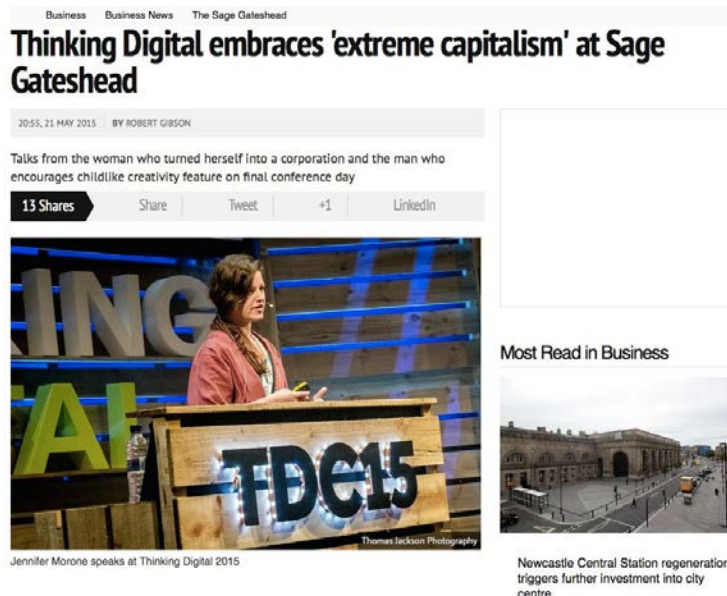 Business Business News The Sage Gateshead
Thinking Digital embraces 'extreme capitalism' at Sage
Gateshead
20:55, 21 MAY 2015 BY ROBERT GIBSON
Talks from the woman who turned herself into a corporation and the man who
encourages childlike creativity feature on final conference day
13 Shares Share Tweet +1 LinkedIn
KING
TAL
TDC15
Thomas Jackson Photography
Jennifer Morone speaks at Thinking Digital 2015
Most Read in Business
Newcastle Central Station regeneration
triggers further investment into city
centre